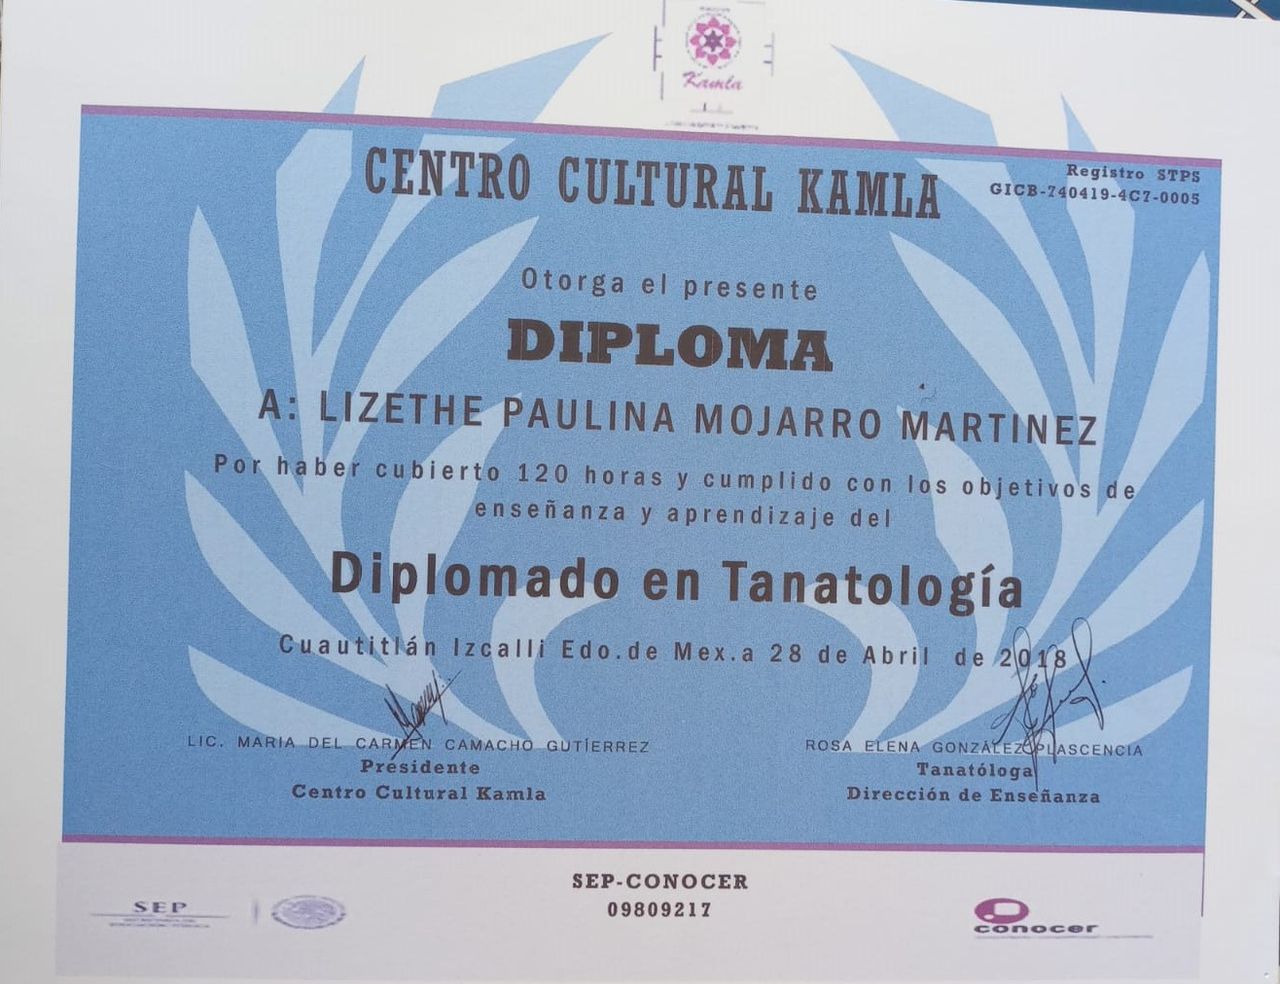 Kamla
CENTRO CULTURAL KAMLA
Registro STPS
GICB-740419-4C7-0005
Otorga el presente
DIPLOMA
A: LIZETHE PAULINA MOJARRO MARTINEZ
Por haber cubierto 120 horas y cumplido con los objetivos de
enseñanza y aprendizaje del
Diplomado en Tanatología
Cuautitlán Izcalli Edo.de Mex.a 28 de Abril de 2018
LIC. MARIA DEL CARMEN CAMACHO GUTÍERREZ
Presidente
Centro Cultural Kamla
ROSA ELENA GONZÁLEZ PLASCENCIA
Tanatóloga
Dirección de Enseñanza
SEP-CONOCER
09809217
SEP
conocer